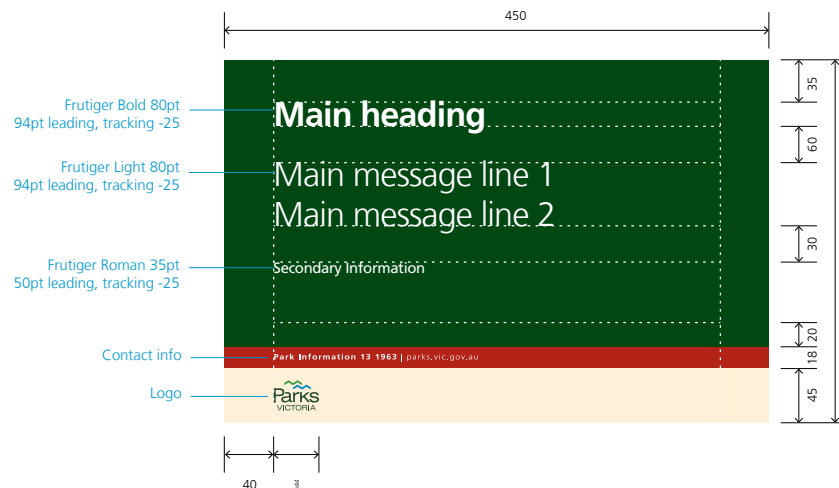 450
Frutiger Bold 80pt
94pt leading, tracking -25
Main heading
35
60
Frutiger Light 80pt
94pt leading, tracking -25
Main message line 1
Main message line 2
30
Frutiger Roman 35pt
50pt leading, tracking -25
Secondary Information
20
Contact info
Park Information 13 1963 | parks.vic.gov.au
18
Logo
Parks
VICTORIA
45
40